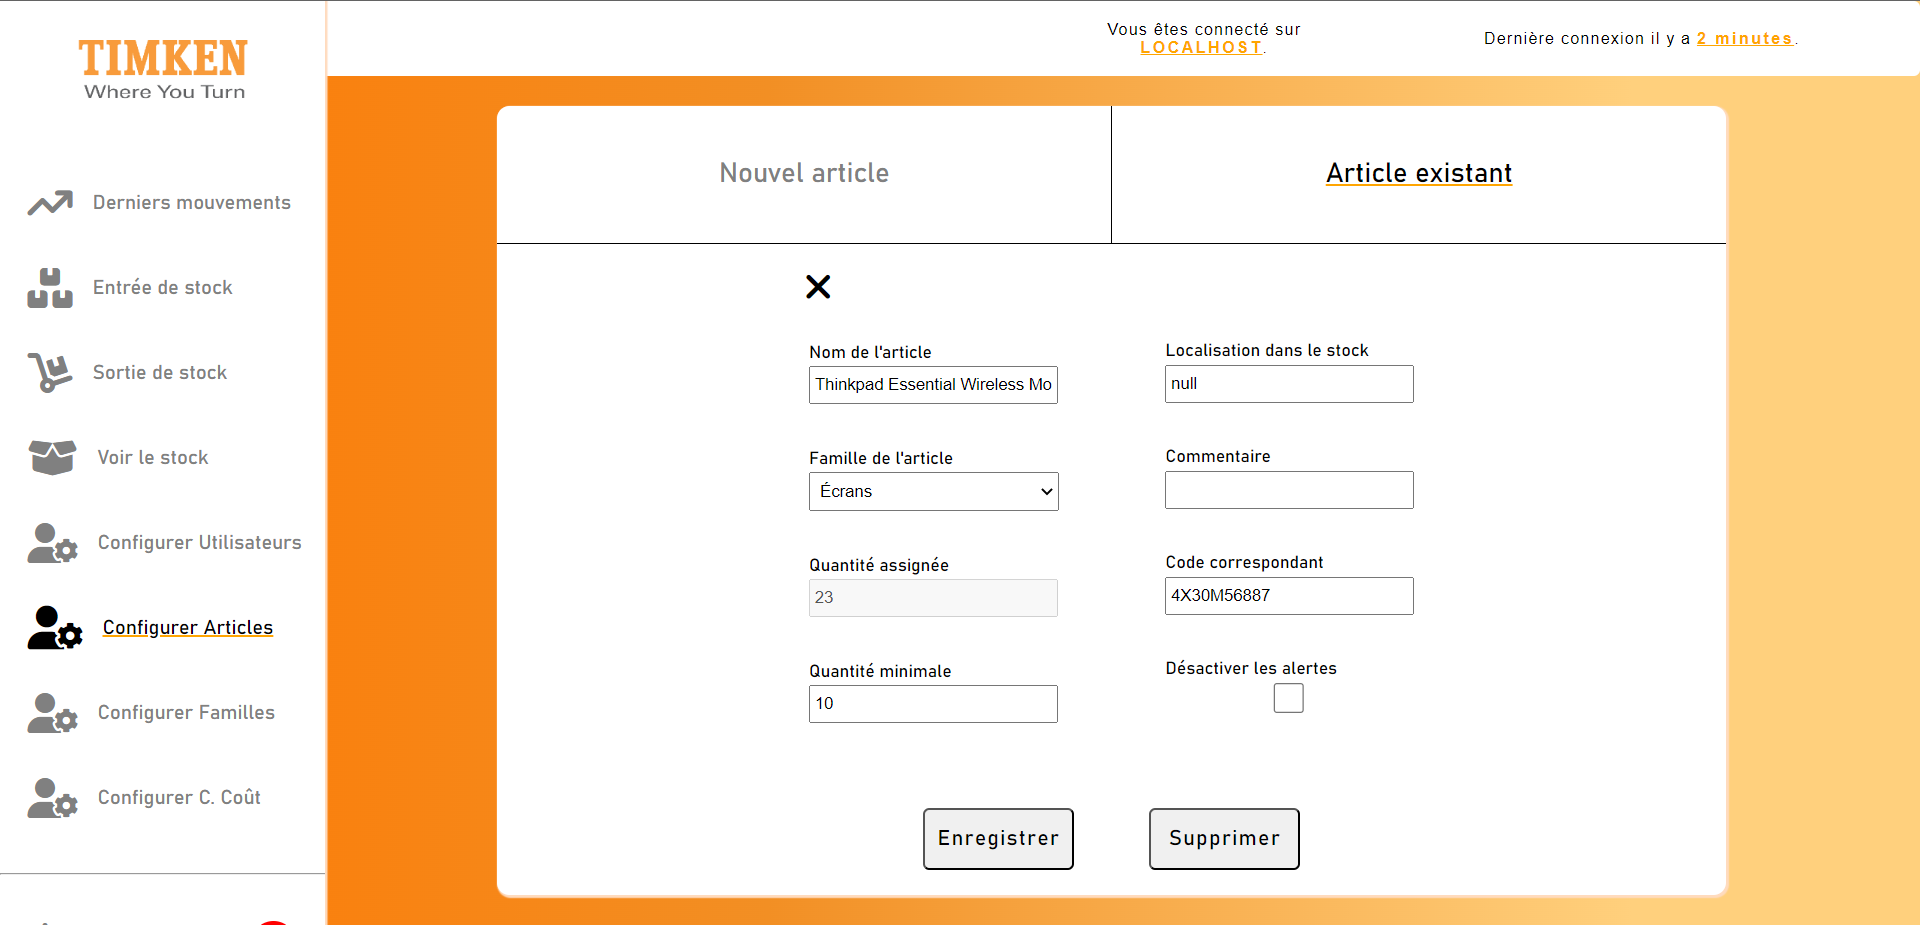 TIMKEN
Where You Turn
Vous êtes connecté sur
LOCALHOST.
Dernière connexion il y a 2 minutes.
Derniers mouvements
Entrée de stock
Sortie de stock
Voir le stock
Configurer Utilisateurs
Configurer Articles
Configurer Familles
Configurer C. Coût
Nouvel article
Article existant
Nom de l'article
Thinkpad Essential Wireless Mo
Famille de l'article
Écrans
Quantité assignée
23
Quantité minimale
10
Localisation dans le stock
null
Commentaire
Code correspondant
4X30M56887
Désactiver les alertes
Enregistrer
Supprimer